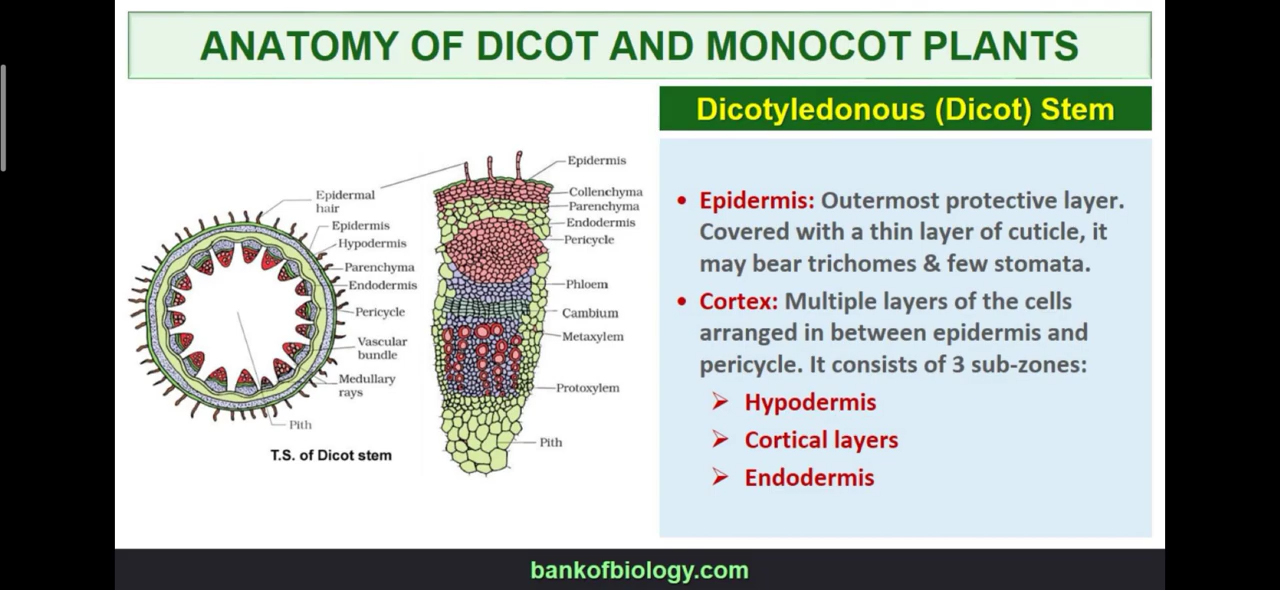 ANATOMY OF DICOT AND MONOCOT PLANTS
Epidermal
hair
Epidermis
Hypodermis
Parenchyma
Endodermis
Pericycle
Vascular
bundle
Medullary
rays
Pith
T.S. of Dicot stem
Epidermis
Collenchyma
Parenchyma
Endodermis
Pericycle
Phloem
Cambium
Metaxylem
Protoxylem
Pith
Dicotyledonous (Dicot) Stem
• Epidermis: Outermost protective layer.
Covered with a thin layer of cuticle, it
may bear trichomes & few stomata.
• Cortex: Multiple layers of the cells
arranged in between epidermis and
pericycle. It consists of 3 sub-zones:
➢ Hypodermis
➢ Cortical layers
➢ Endodermis
bankofbiology.com